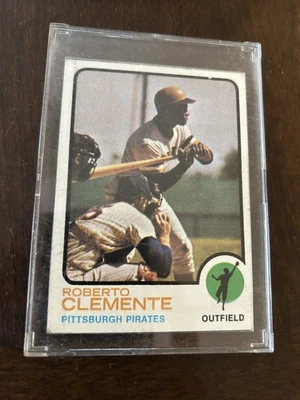 ROBERTO
CLEMENTE
PITTSBURGH PIRATES
OUTFIELD